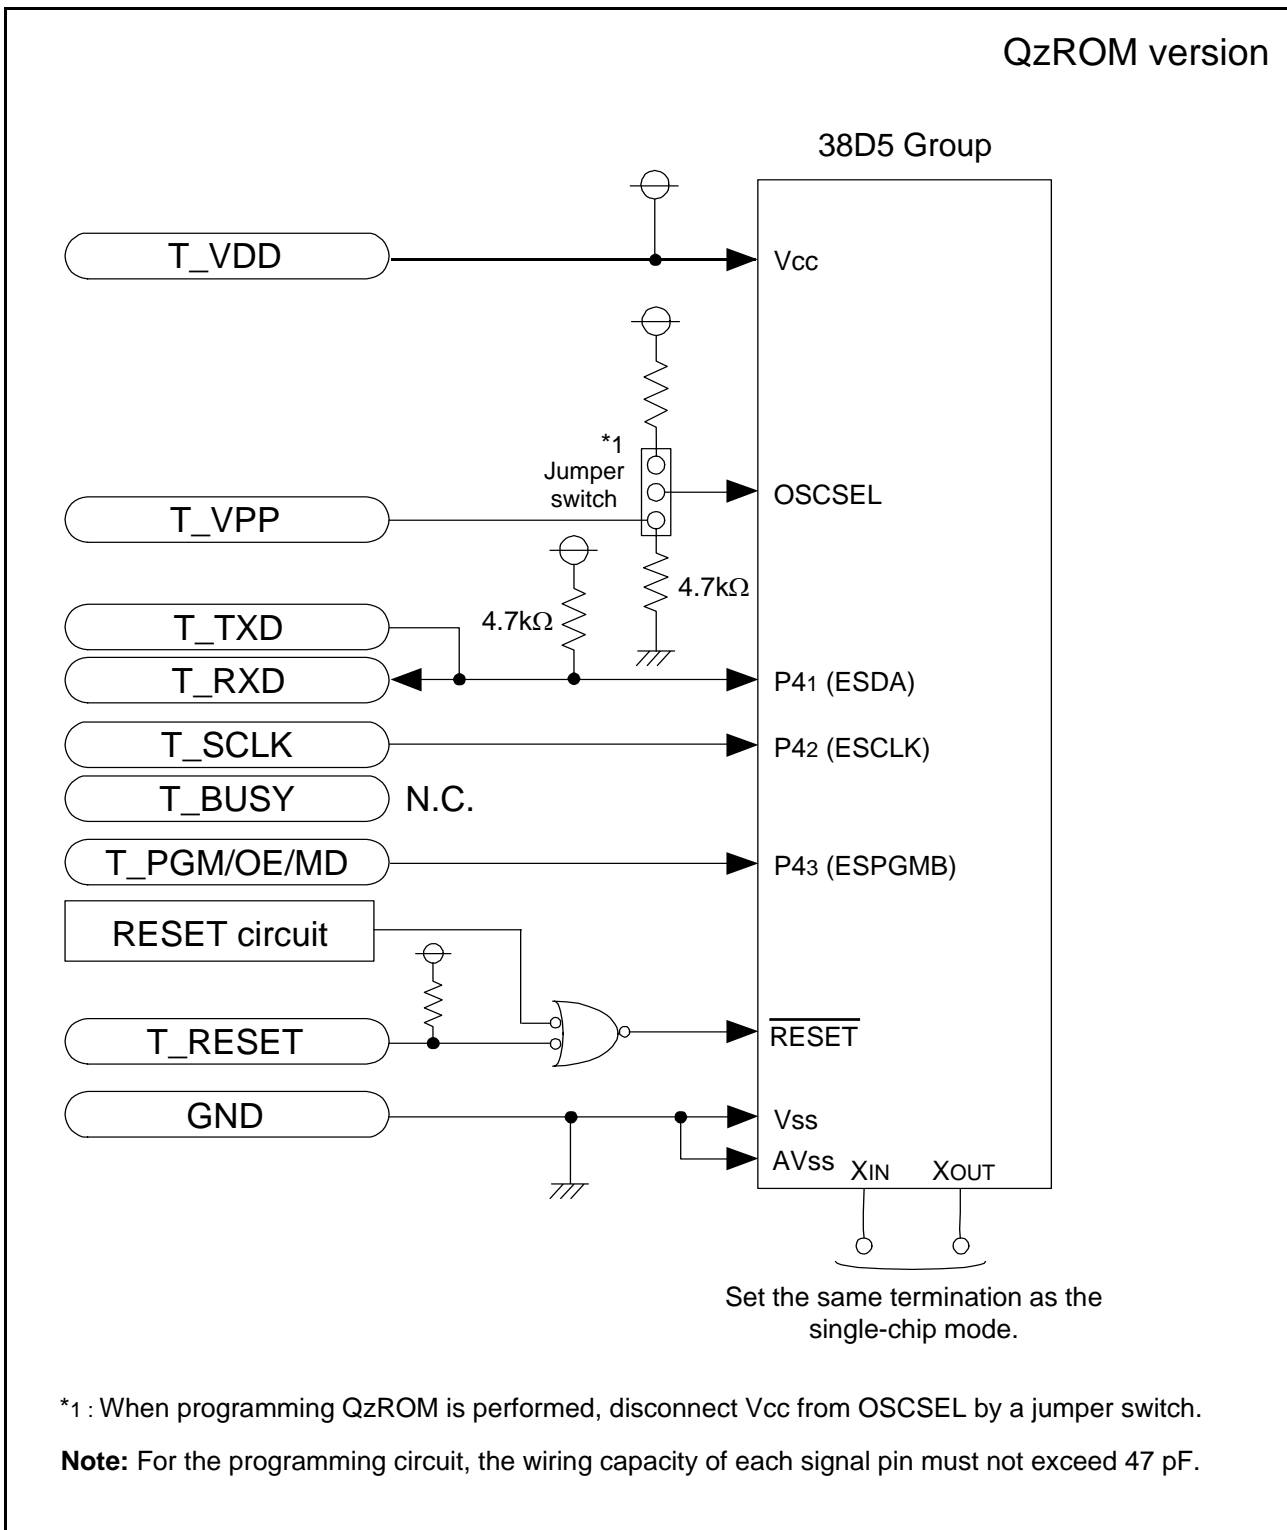 QzROM version
38D5 Group
T_VDD
Vcc
*1
Jumper
switch
OSCSEL
T_VPP
4.7kΩ
T_TXD
4.7kΩ
T_RXD
P41 (ESDA)
T_SCLK
P42 (ESCLK)
T_BUSY N.C.
T_PGM/OE/MD
P43 (ESPGMB)
RESET circuit
T_RESET
RESET
GND
Vss
AVss
XIN XOUT
Set the same termination as the
single-chip mode.
*1 : When programming QzROM is performed, disconnect Vcc from OSCSEL by a jumper switch.
Note: For the programming circuit, the wiring capacity of each signal pin must not exceed 47 pF.